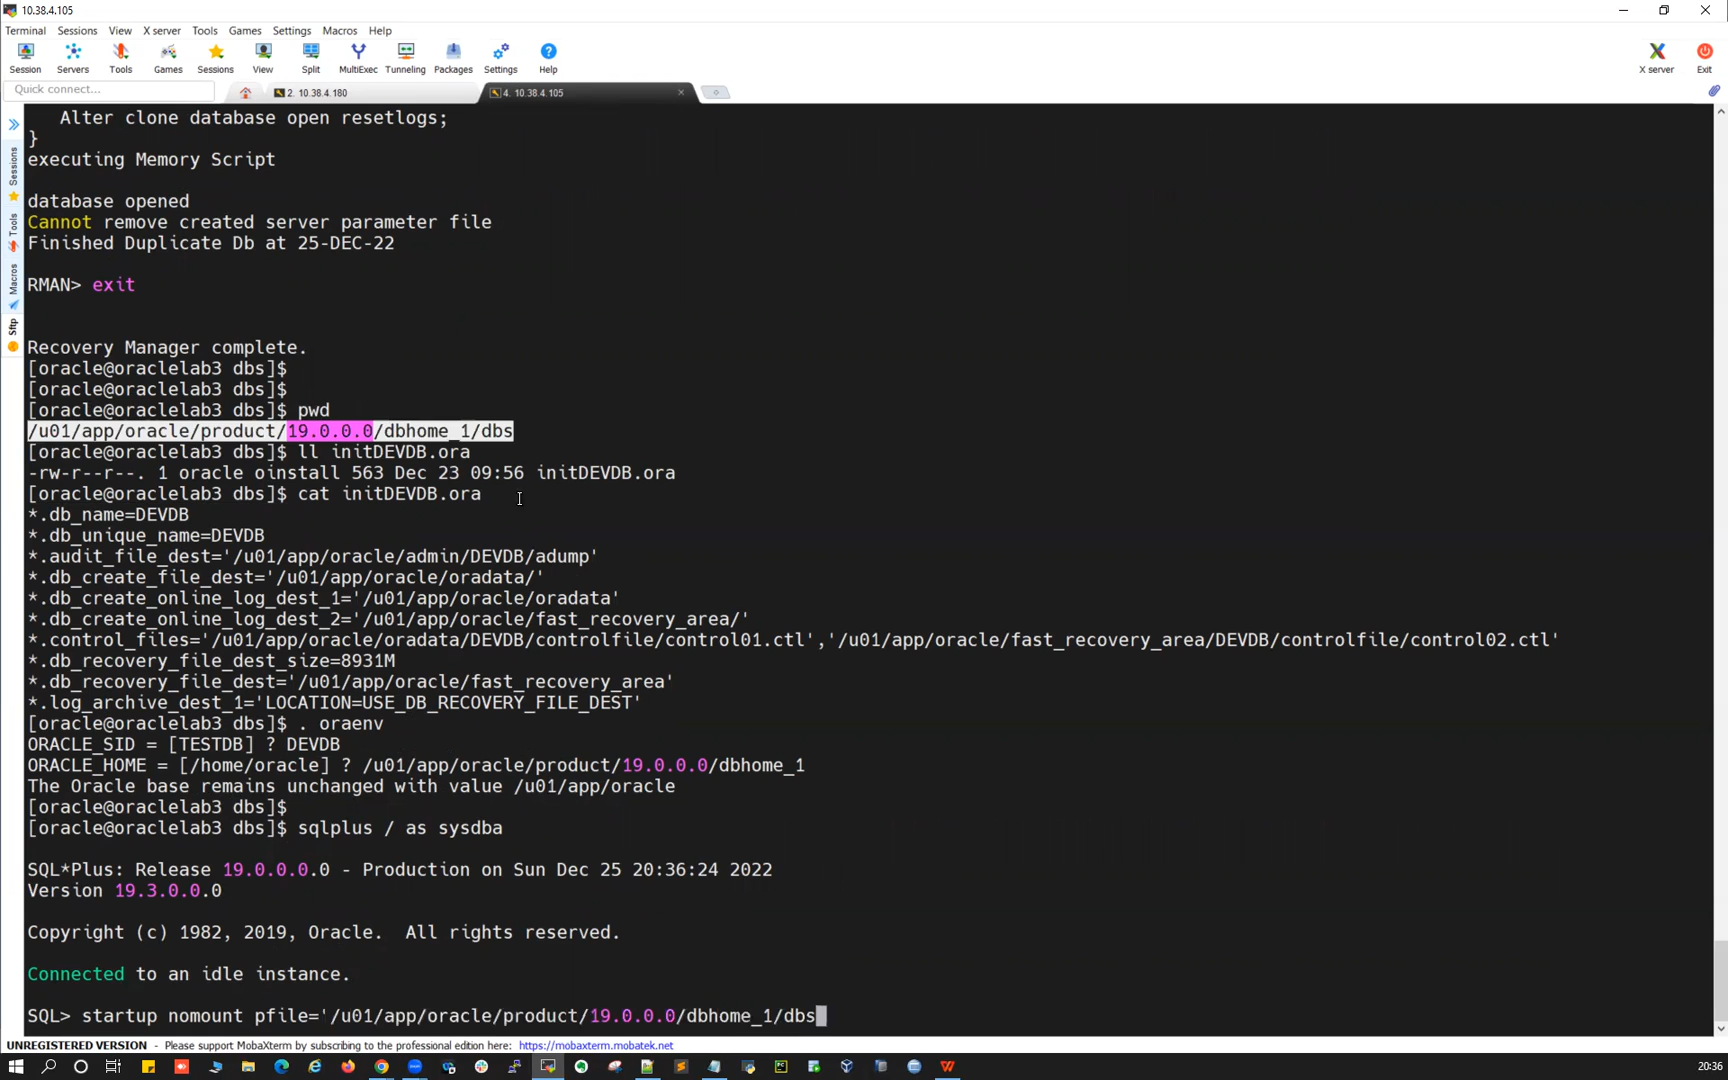 10.38.4.105
Terminal Sessions View X server Tools Games Settings Macros Help
Session Servers Tools Games Sessions View Split MultiExec Tunneling Packages Settings Help X server Exit
Quick connect... 2. 10.38.4.180 4. 10.38.4.105
Sessions
Tools
Macros
Sftp
Alter clone database open resetlogs;
}
executing Memory Script
database opened
Cannot remove created server parameter file
Finished Duplicate Db at 25-DEC-22
RMAN> exit
Recovery Manager complete.
[oracle@oraclelab3 dbs]$
[oracle@oraclelab3 dbs]$
[oracle@oraclelab3 dbs]$ pwd
/u01/app/oracle/product/19.0.0.0/dbhome_1/dbs
[oracle@oraclelab3 dbs]$ ll initDEVDB.ora
-rw-r--r--. 1 oracle oinstall 563 Dec 23 09:56 initDEVDB.ora
[oracle@oraclelab3 dbs]$ cat initDEVDB.ora
*.db_name=DEVDB
*.db_unique_name=DEVDB
*.audit_file_dest='/u01/app/oracle/admin/DEVDB/adump'
*.db_create_file_dest='/u01/app/oracle/oradata/'
*.db_create_online_log_dest_1='/u01/app/oracle/oradata'
*.db_create_online_log_dest_2='/u01/app/oracle/fast_recovery_area/'
*.control_files='/u01/app/oracle/oradata/DEVDB/controlfile/control01.ctl','/u01/app/oracle/fast_recovery_area/DEVDB/controlfile/control02.ctl'
*.db_recovery_file_dest_size=8931M
*.db_recovery_file_dest='/u01/app/oracle/fast_recovery_area'
*.log_archive_dest_1='LOCATION=USE_DB_RECOVERY_FILE_DEST'
[oracle@oraclelab3 dbs]$ . oraenv
ORACLE_SID = [TESTDB] ? DEVDB
ORACLE_HOME = [/home/oracle] ? /u01/app/oracle/product/19.0.0.0/dbhome_1
The Oracle base remains unchanged with value /u01/app/oracle
[oracle@oraclelab3 dbs]$
[oracle@oraclelab3 dbs]$ sqlplus / as sysdba
SQL*Plus: Release 19.0.0.0.0 - Production on Sun Dec 25 20:36:24 2022
Version 19.3.0.0.0
Copyright (c) 1982, 2019, Oracle.  All rights reserved.
Connected to an idle instance.
SQL> startup nomount pfile='/u01/app/oracle/product/19.0.0.0/dbhome_1/dbs
UNREGISTERED VERSION - Please support MobaXterm by subscribing to the professional edition here: https://mobaxterm.mobatek.net
20:36